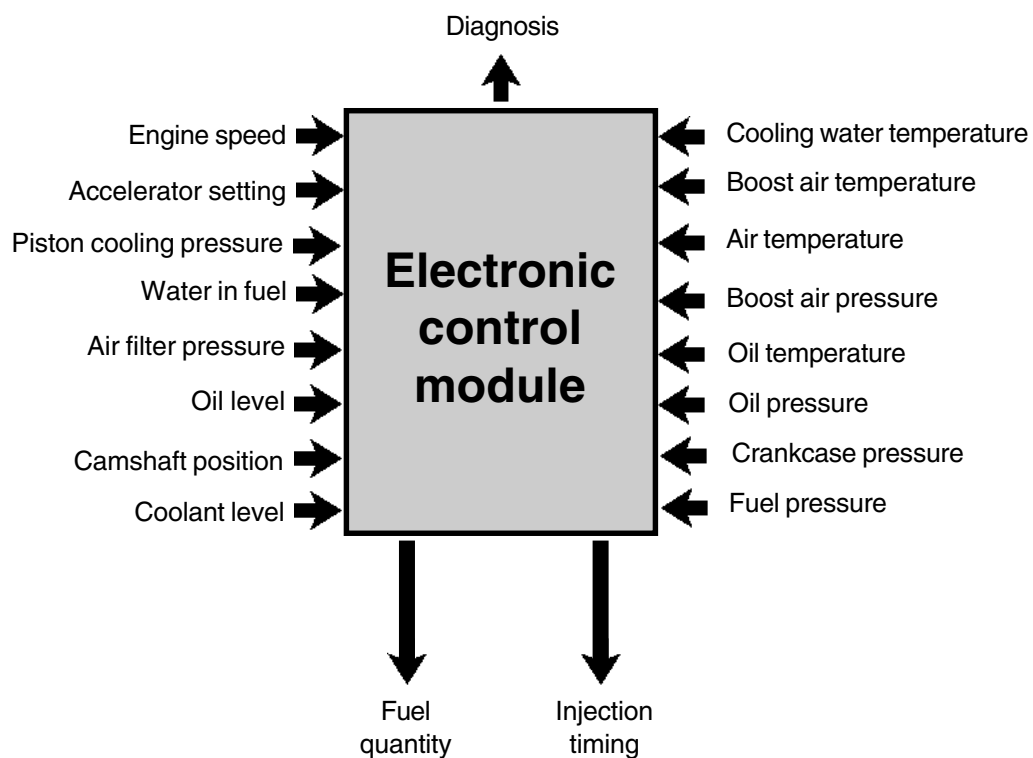 Diagnosis
Engine speed
Accelerator setting
Piston cooling pressure
Water in fuel
Air filter pressure
Oil level
Camshaft position
Coolant level
Electronic
control
module
Cooling water temperature
Boost air temperature
Air temperature
Boost air pressure
Oil temperature
Oil pressure
Crankcase pressure
Fuel pressure
Fuel
quantity
Injection
timing